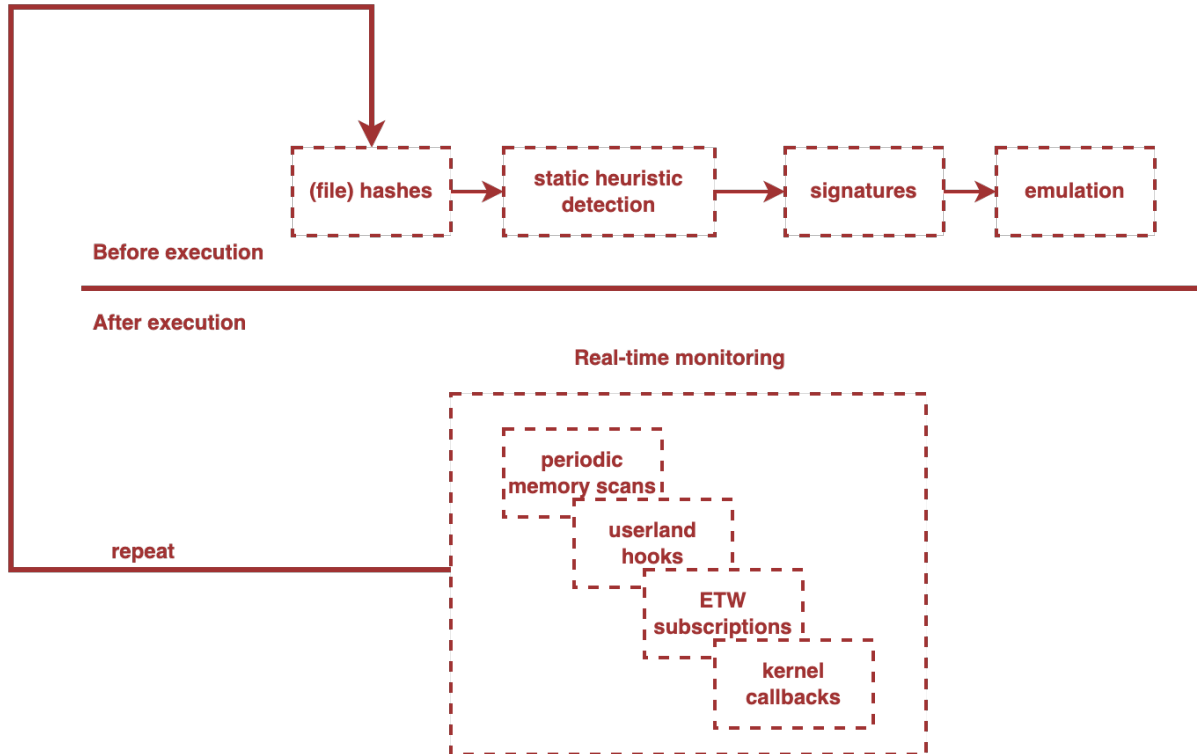 (file) hashes
static heuristic
detection
signatures
emulation
Before execution
After execution
Real-time monitoring
periodic
memory scans
userland
hooks
repeat
ETW
subscriptions
kernel
callbacks